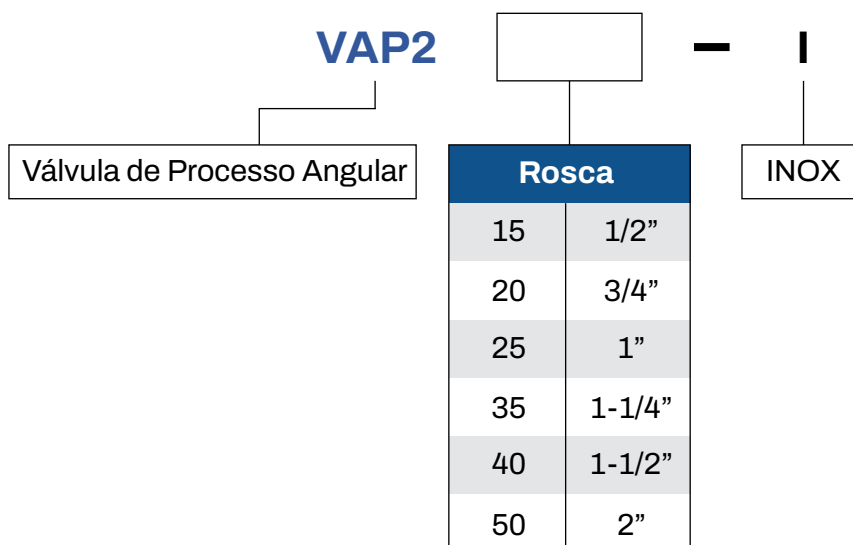 VAP2 – I
Válvula de Processo Angular
Rosca
INOX
15 1/2”
20 3/4”
25 1”
35 1-1/4”
40 1-1/2”
50 2”